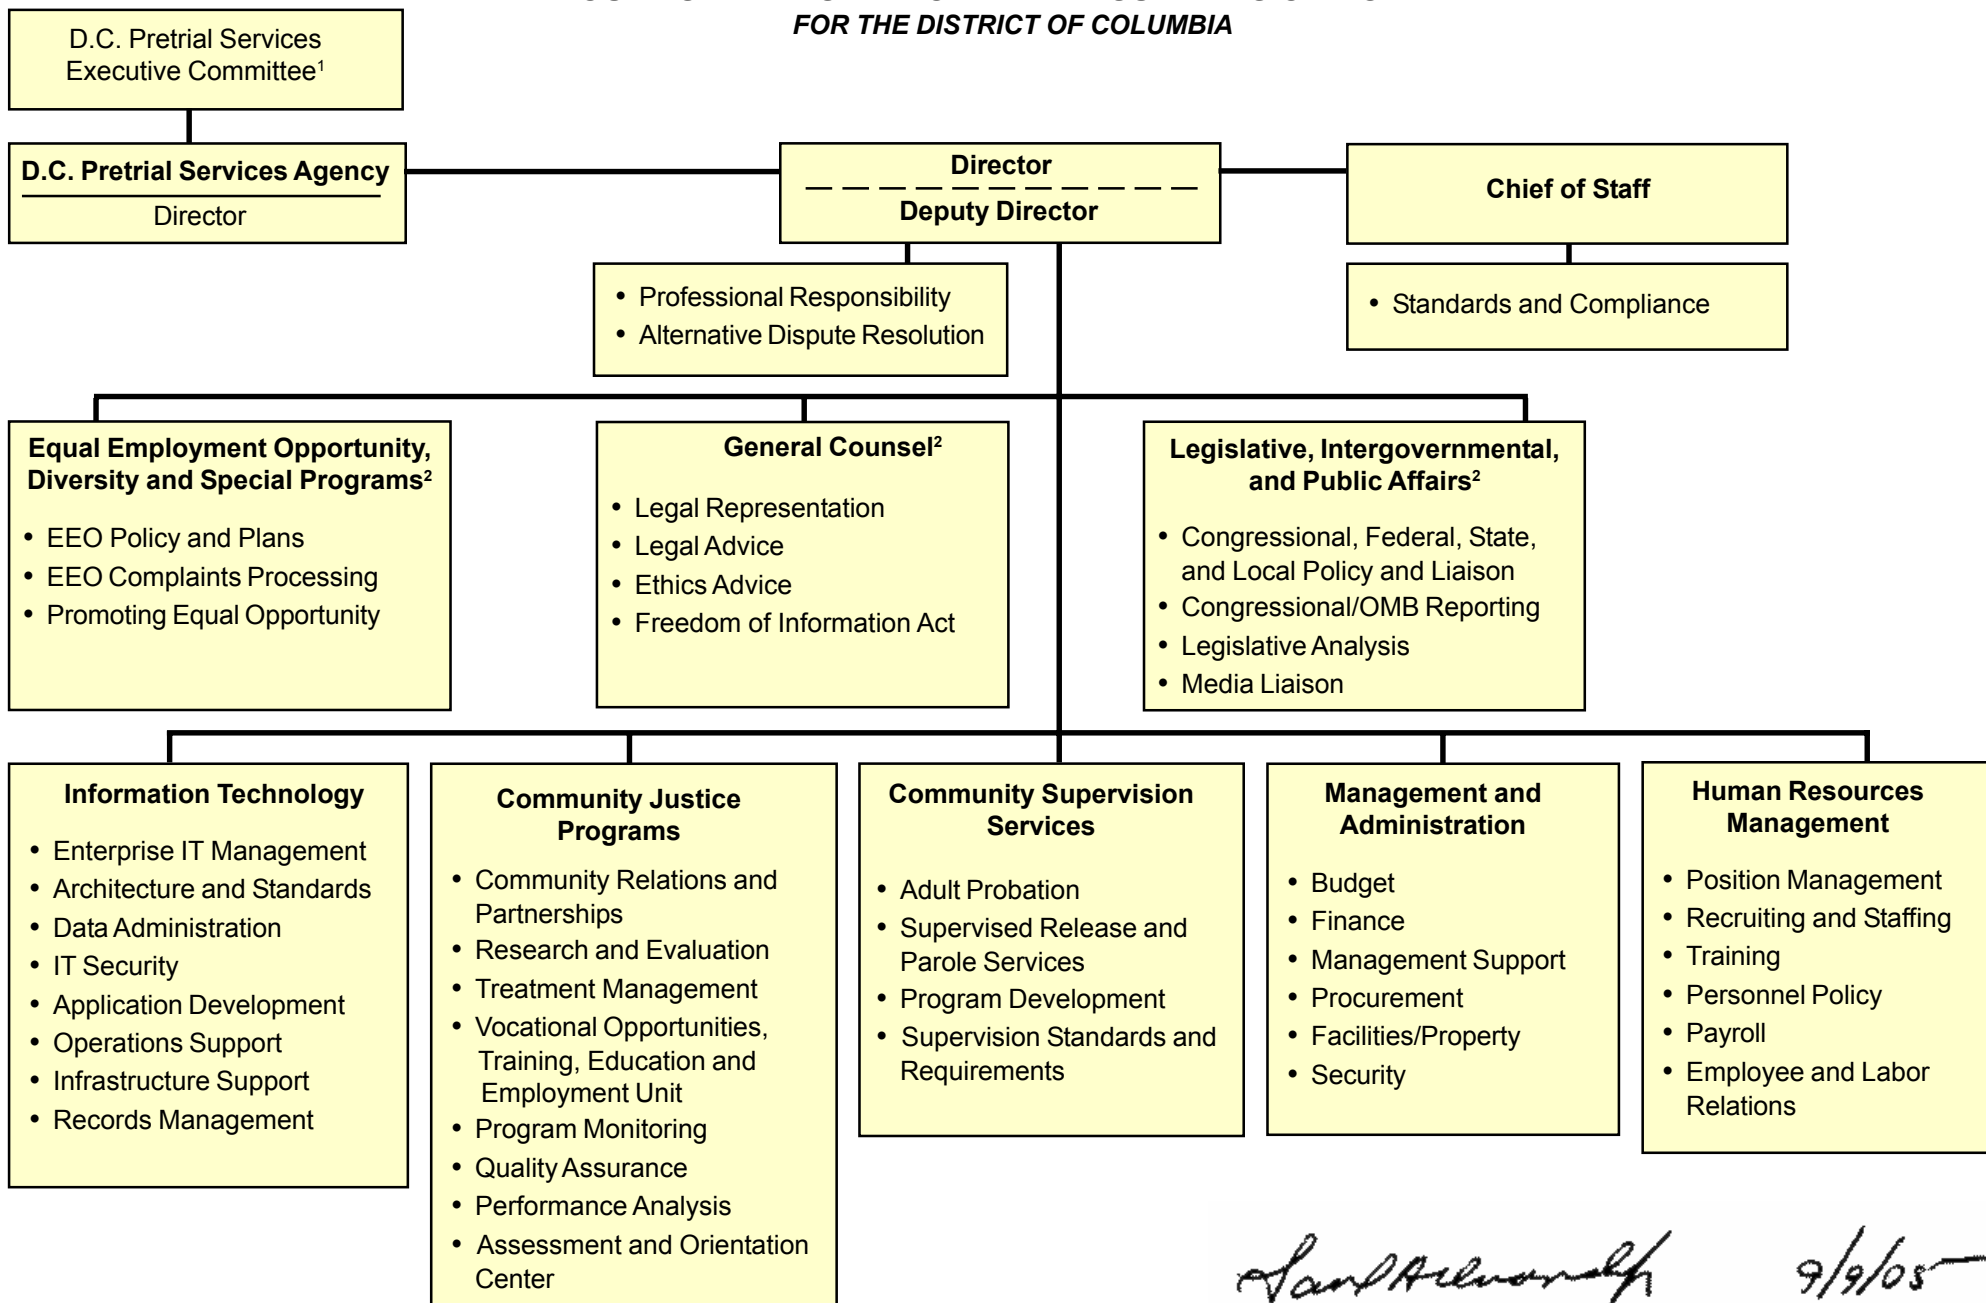 FOR THE DISTRICT OF COLUMBIA
D.C. Pretrial Services
Executive Committee¹
D.C. Pretrial Services Agency
Director
Director
Deputy Director
Chief of Staff
• Professional Responsibility
• Alternative Dispute Resolution
• Standards and Compliance
Equal Employment Opportunity,
Diversity and Special Programs²
• EEO Policy and Plans
• EEO Complaints Processing
• Promoting Equal Opportunity
General Counsel²
• Legal Representation
• Legal Advice
• Ethics Advice
• Freedom of Information Act
Legislative, Intergovernmental,
and Public Affairs²
• Congressional, Federal, State,
and Local Policy and Liaison
• Congressional/OMB Reporting
• Legislative Analysis
• Media Liaison
Information Technology
• Enterprise IT Management
• Architecture and Standards
• Data Administration
• IT Security
• Application Development
• Operations Support
• Infrastructure Support
• Records Management
Community Justice
Programs
• Community Relations and
Partnerships
• Research and Evaluation
• Treatment Management
• Vocational Opportunities,
Training, Education and
Employment Unit
• Program Monitoring
• Quality Assurance
• Performance Analysis
• Assessment and Orientation
Center
Community Supervision
Services
• Adult Probation
• Supervised Release and
Parole Services
• Program Development
• Supervision Standards and
Requirements
Management and
Administration
• Budget
• Finance
• Management Support
• Procurement
• Facilities/Property
• Security
Human Resources
Management
• Position Management
• Recruiting and Staffing
• Training
• Personnel Policy
• Payroll
• Employee and Labor
Relations
9/9/05